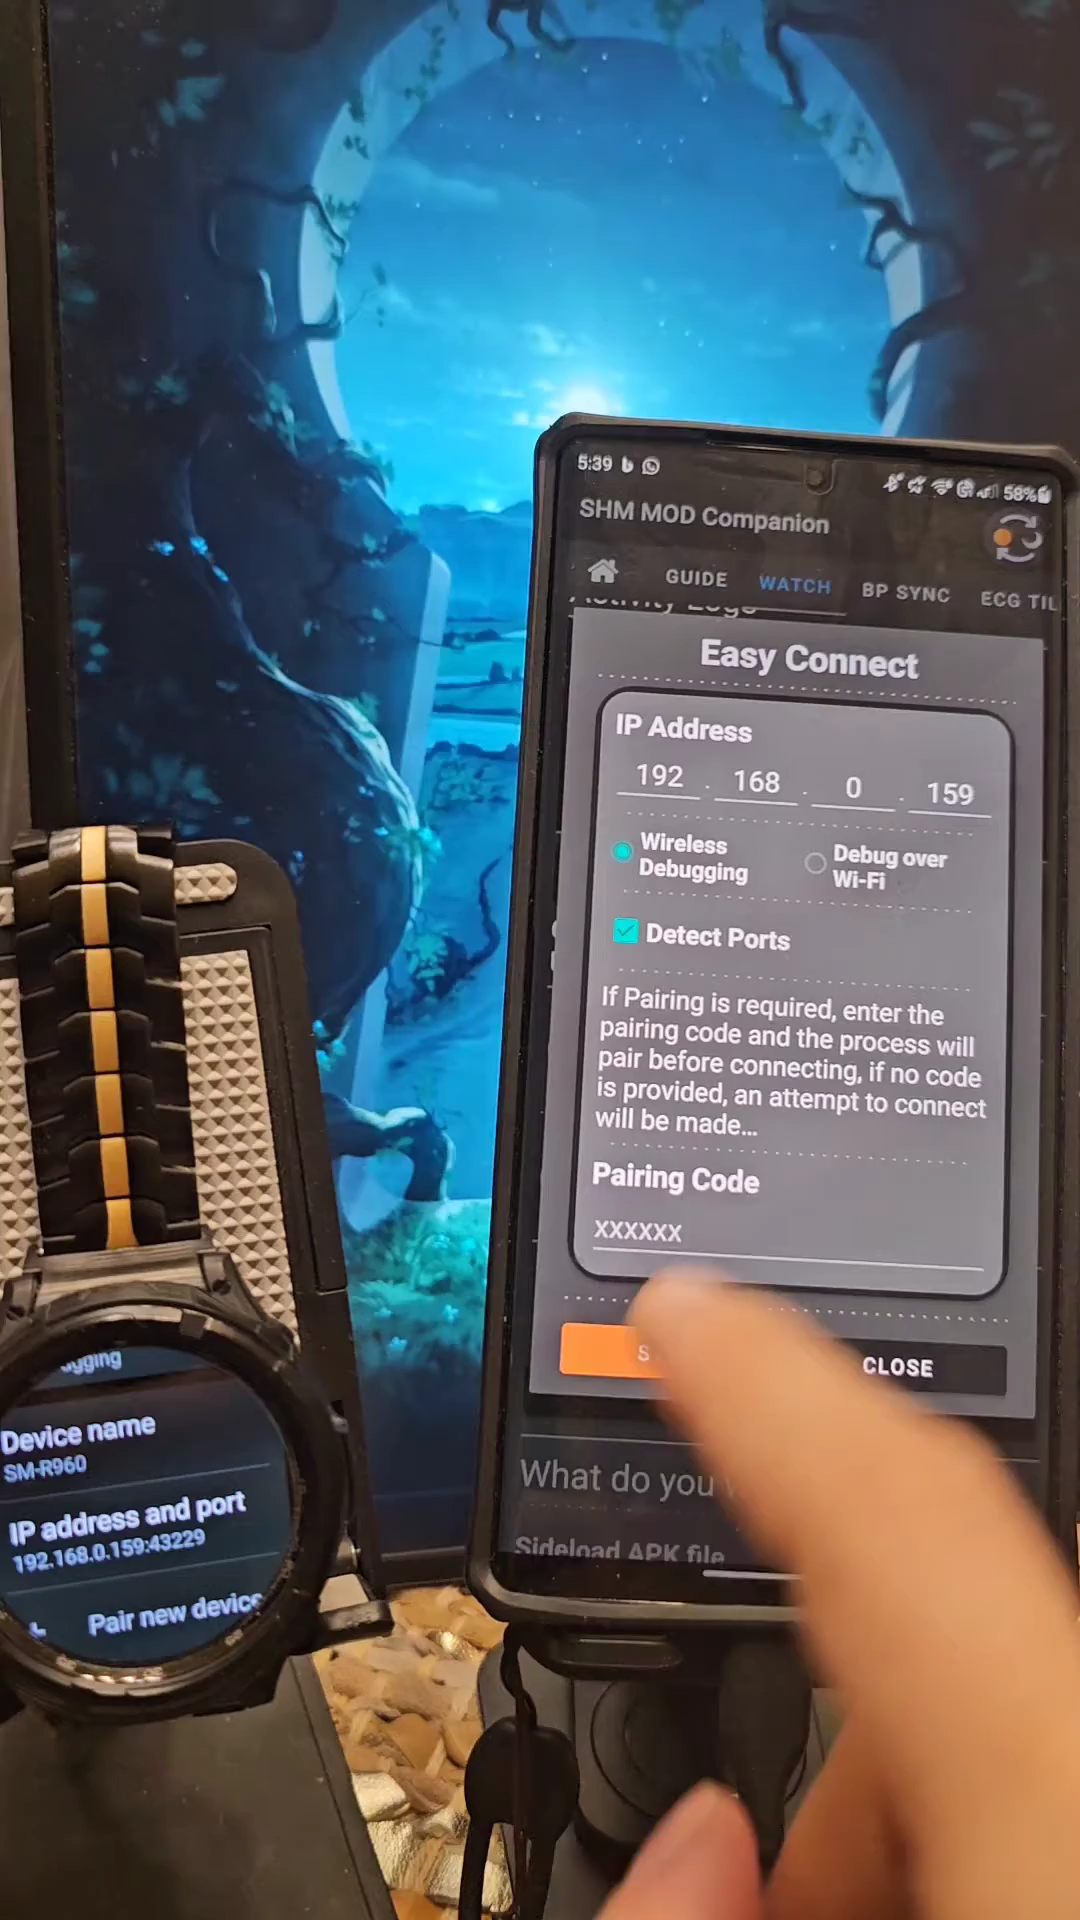 5:39
58%
SHM MOD Companion
GUIDE
WATCH
BP SYNC
ECG TIL
Activity Logs
Easy Connect
IP Address
192 . 168 . 0 . 159
Wireless
Debugging
Debug over
Wi-Fi
Detect Ports
If Pairing is required, enter the
pairing code and the process will
pair before connecting, if no code
is provided, an attempt to connect
will be made...
Pairing Code
XXXXXX
CLOSE
What do you
Sideload APK file
Device name
SM-R960
IP address and port
192.168.0.159:43229
Pair new device